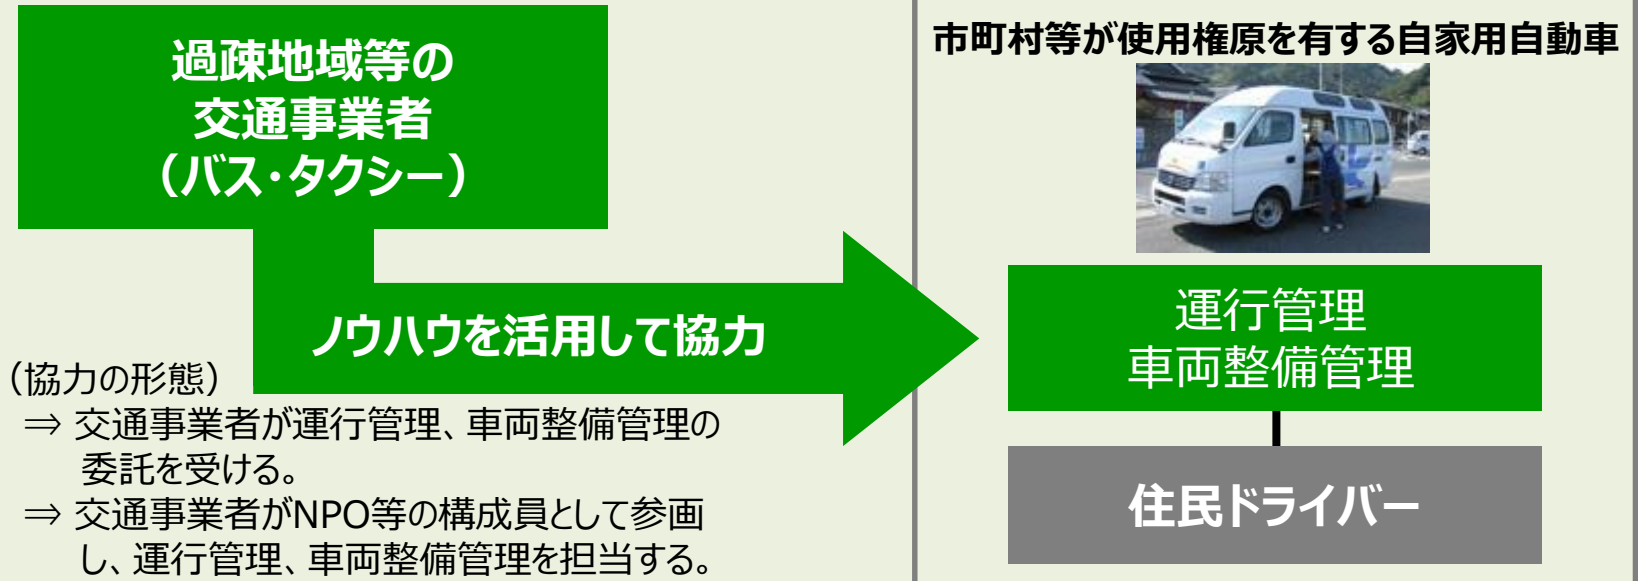 過疎地域等の
交通事業者
（バス・タクシー）
ノウハウを活用して協力
（協力の形態）
⇒ 交通事業者が運行管理、車両整備管理の
委託を受ける。
⇒ 交通事業者がNPO等の構成員として参画
し、運行管理、車両整備管理を担当する。
市町村等が使用権原を有する自家用自動車
運行管理
車両整備管理
住民ドライバー